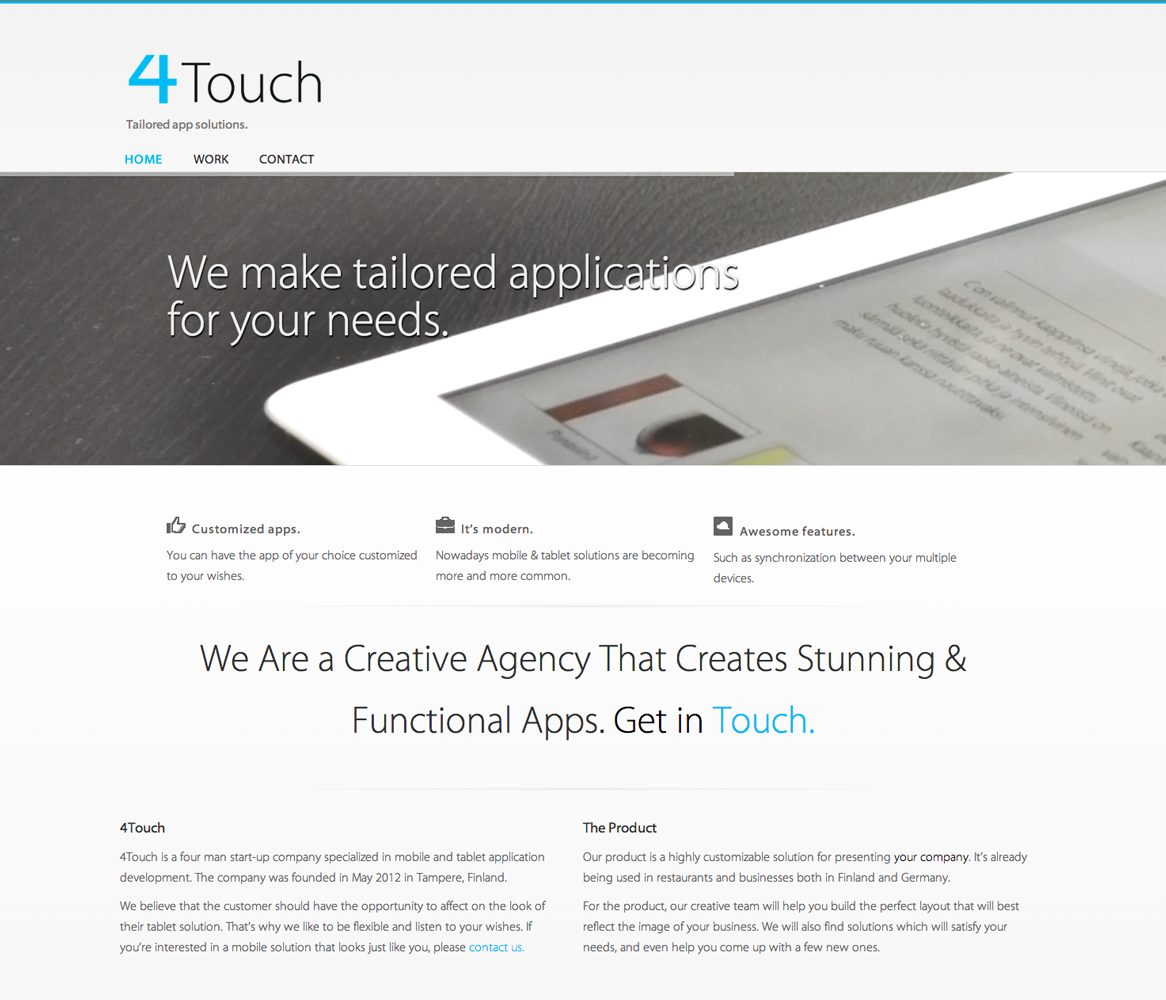 4Touch
Tailored app solutions.
HOME WORK CONTACT
We make tailored applications
for your needs.
Customized apps.
You can have the app of your choice customized
to your wishes.
It's modern.
Nowadays mobile & tablet solutions are becoming
more and more common.
Awesome features.
Such as synchronization between your multiple
devices.
We Are a Creative Agency That Creates Stunning &
Functional Apps. Get in Touch.
4Touch
4Touch is a four man start-up company specialized in mobile and tablet application
development. The company was founded in May 2012 in Tampere, Finland.
We believe that the customer should have the opportunity to affect on the look of
their tablet solution. That's why we like to be flexible and listen to your wishes. If
you're interested in a mobile solution that looks just like you, please contact us.
The Product
Our product is a highly customizable solution for presenting your company. It's already
being used in restaurants and businesses both in Finland and Germany.
For the product, our creative team will help you build the perfect layout that will best
reflect the image of your business. We will also find solutions which will satisfy your
needs, and even help you come up with a few new ones.